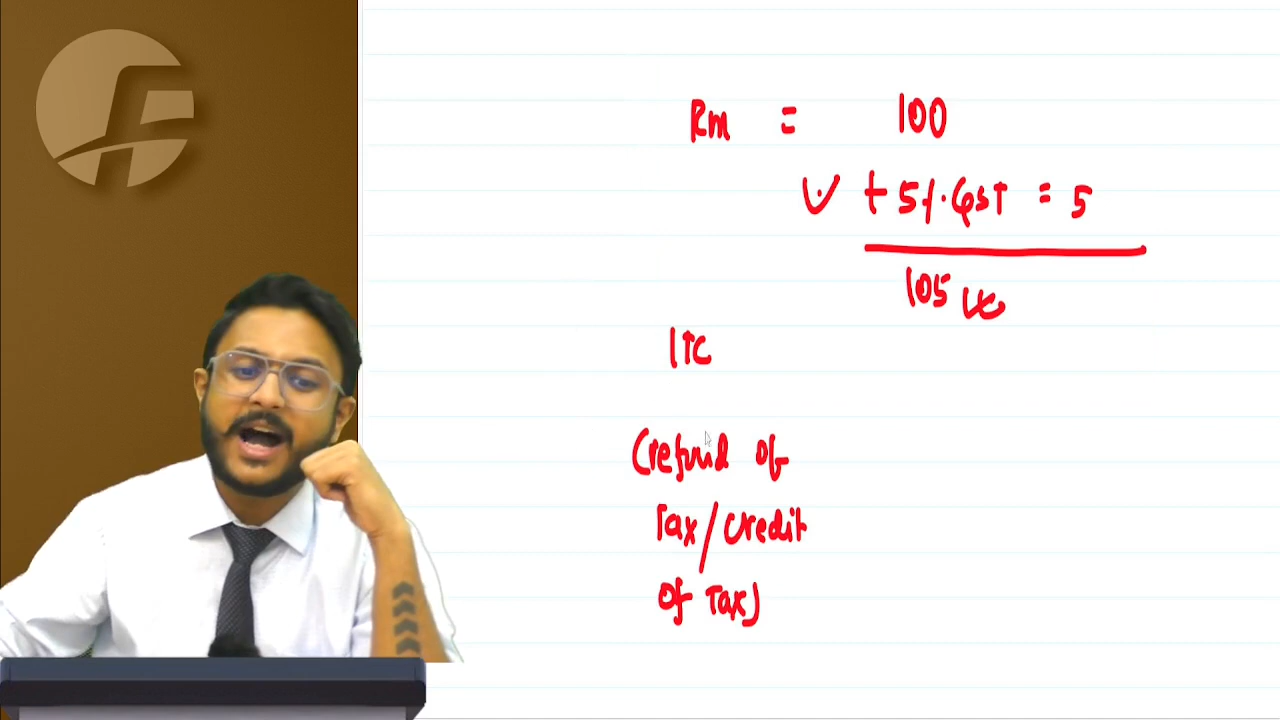 Rm = 100
+ 5%. GST = 5
105
ITC
(refund of
Tax/credit
of Tax)